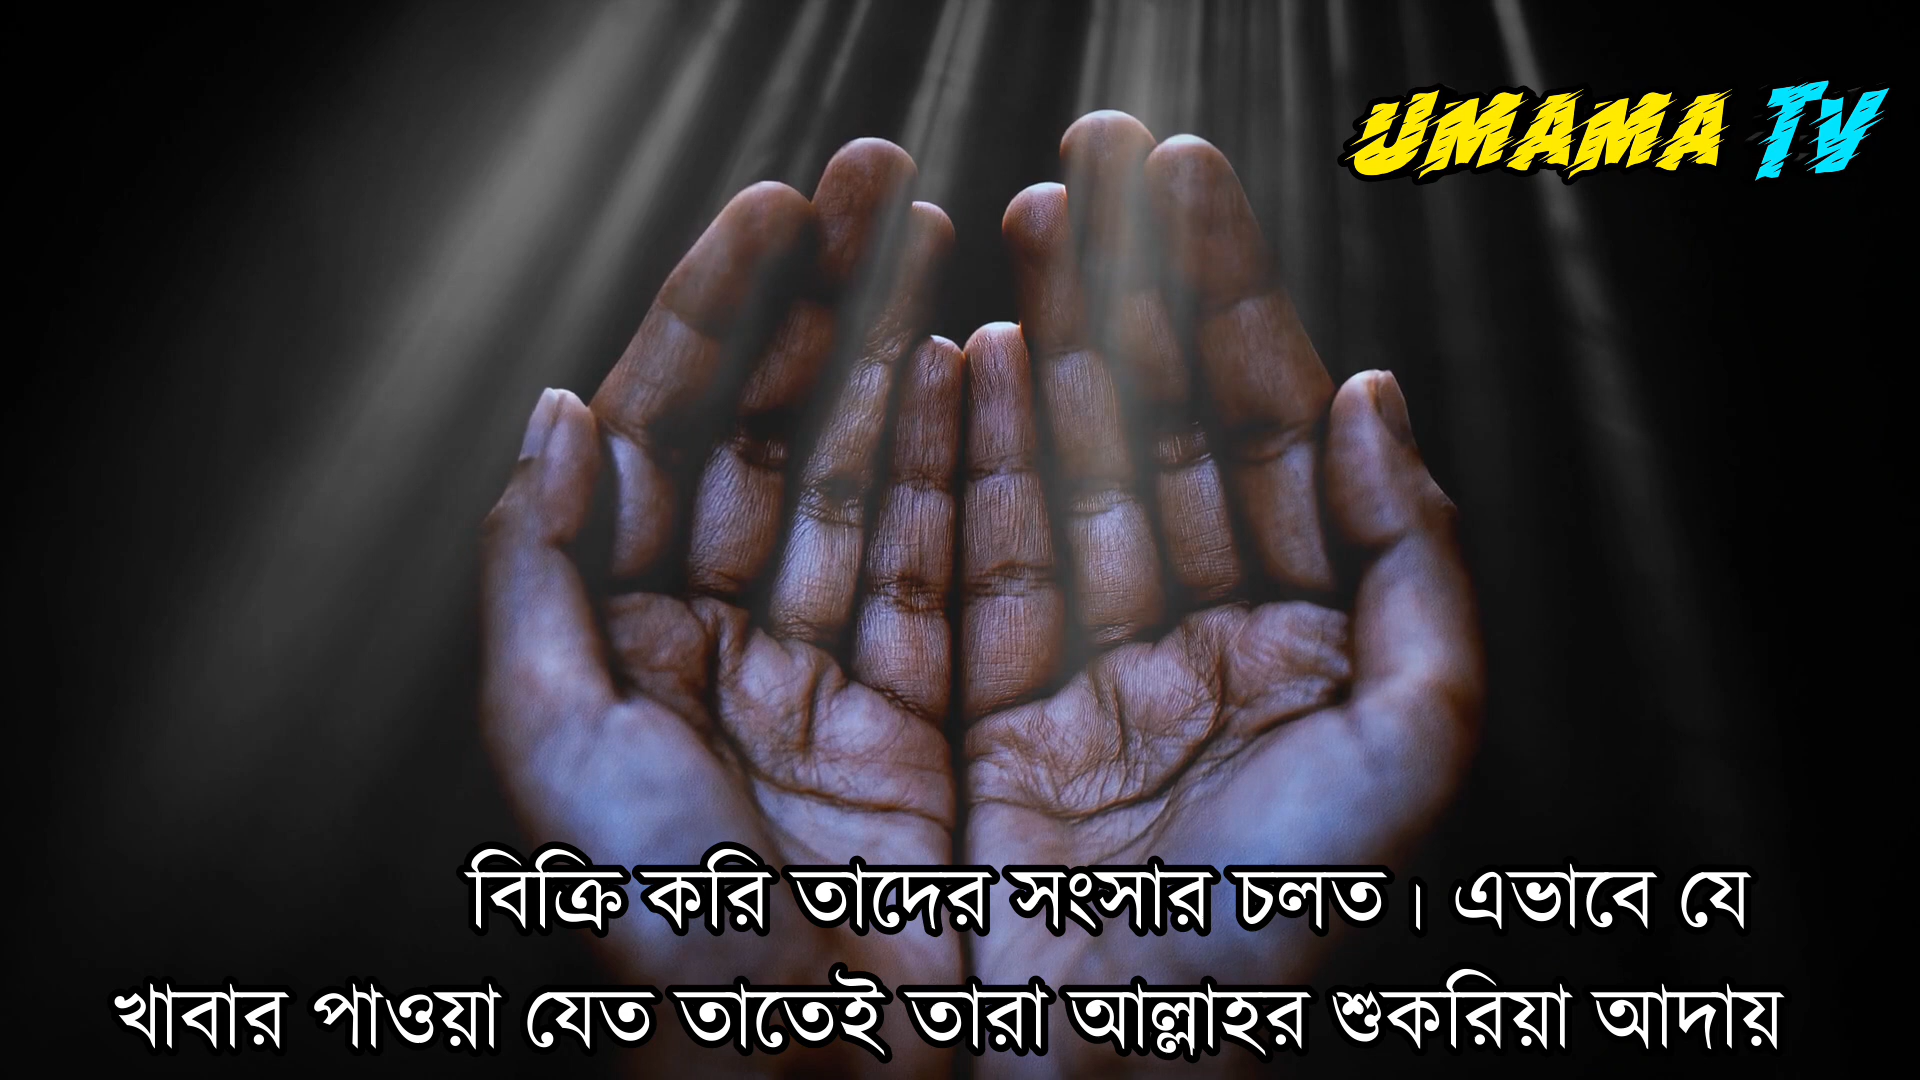 UMAMA TV
বিক্রি করি তাদের সংসার চলত। এভাবে যে
খাবার পাওয়া যেত তাতেই তারা আল্লাহর শুকরিয়া আদায়